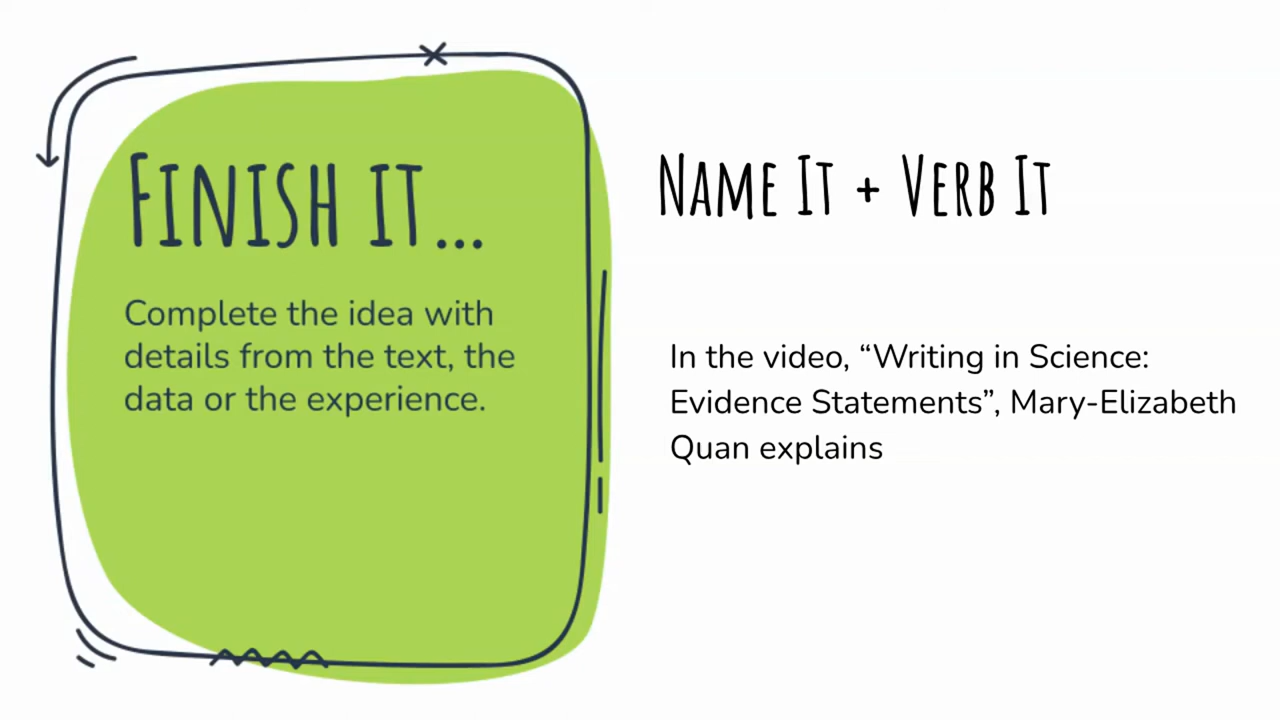 Finish it...
Complete the idea with
details from the text, the
data or the experience.
Name It + Verb It
In the video, “Writing in Science:
Evidence Statements”, Mary-Elizabeth
Quan explains